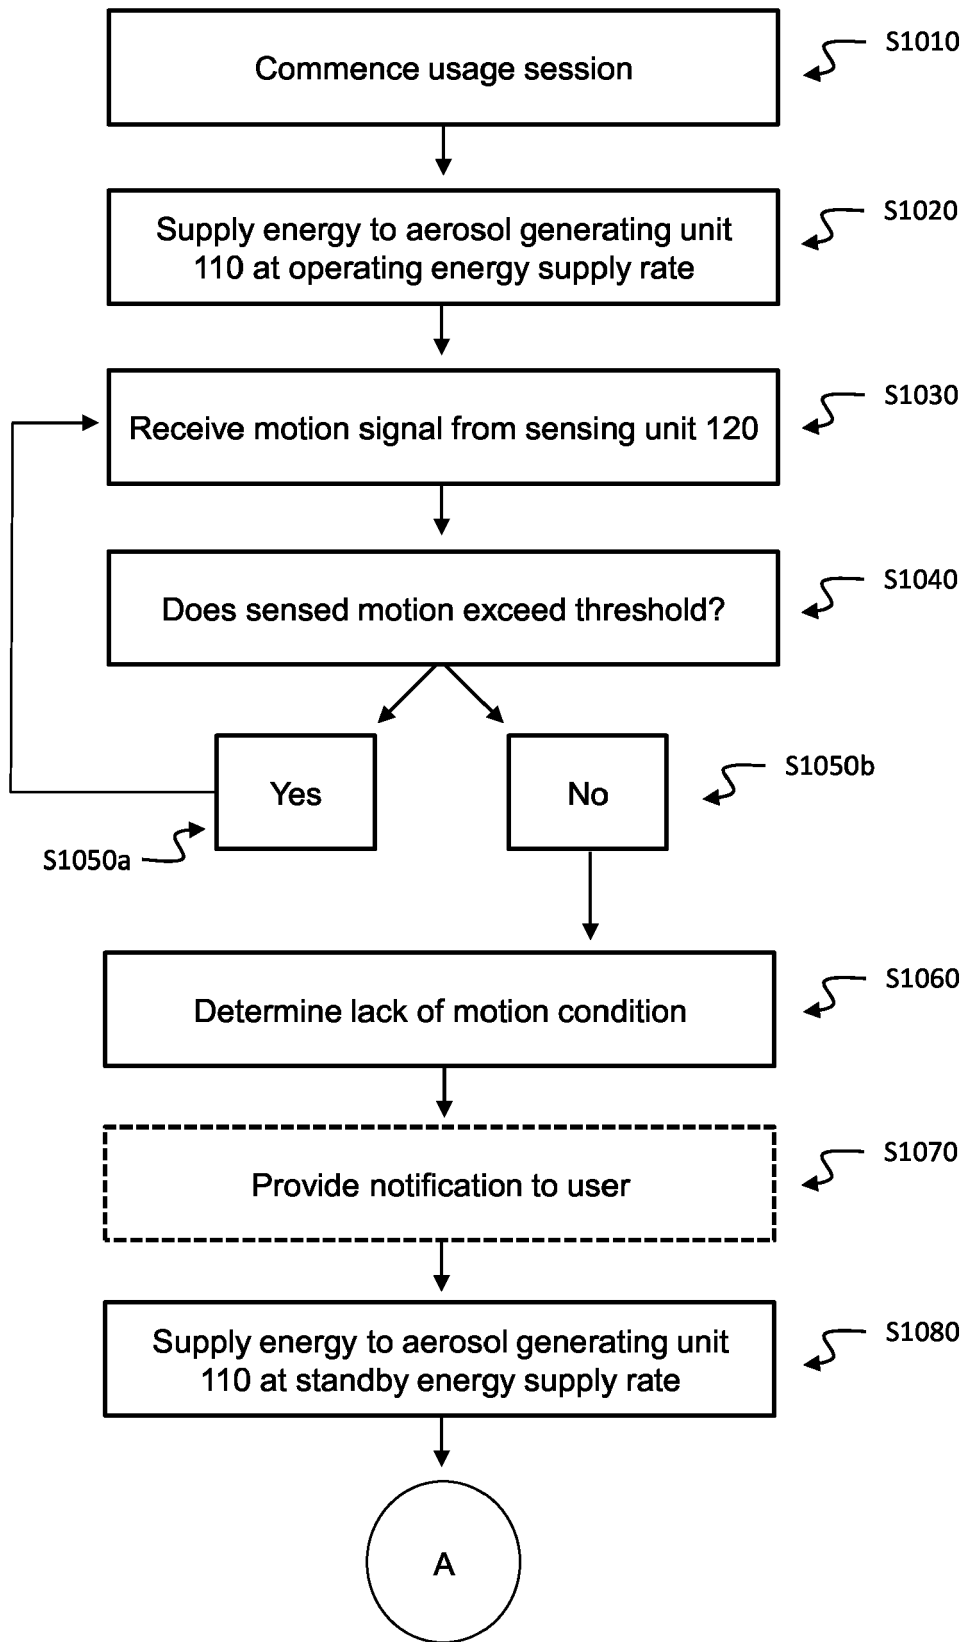 Commence usage session
S1010
Supply energy to aerosol generating unit
110 at operating energy supply rate
S1020
Receive motion signal from sensing unit 120
S1030
Does sensed motion exceed threshold?
S1040
Yes
No
S1050b
S1050a
Determine lack of motion condition
S1060
Provide notification to user
S1070
Supply energy to aerosol generating unit
110 at standby energy supply rate
S1080
A